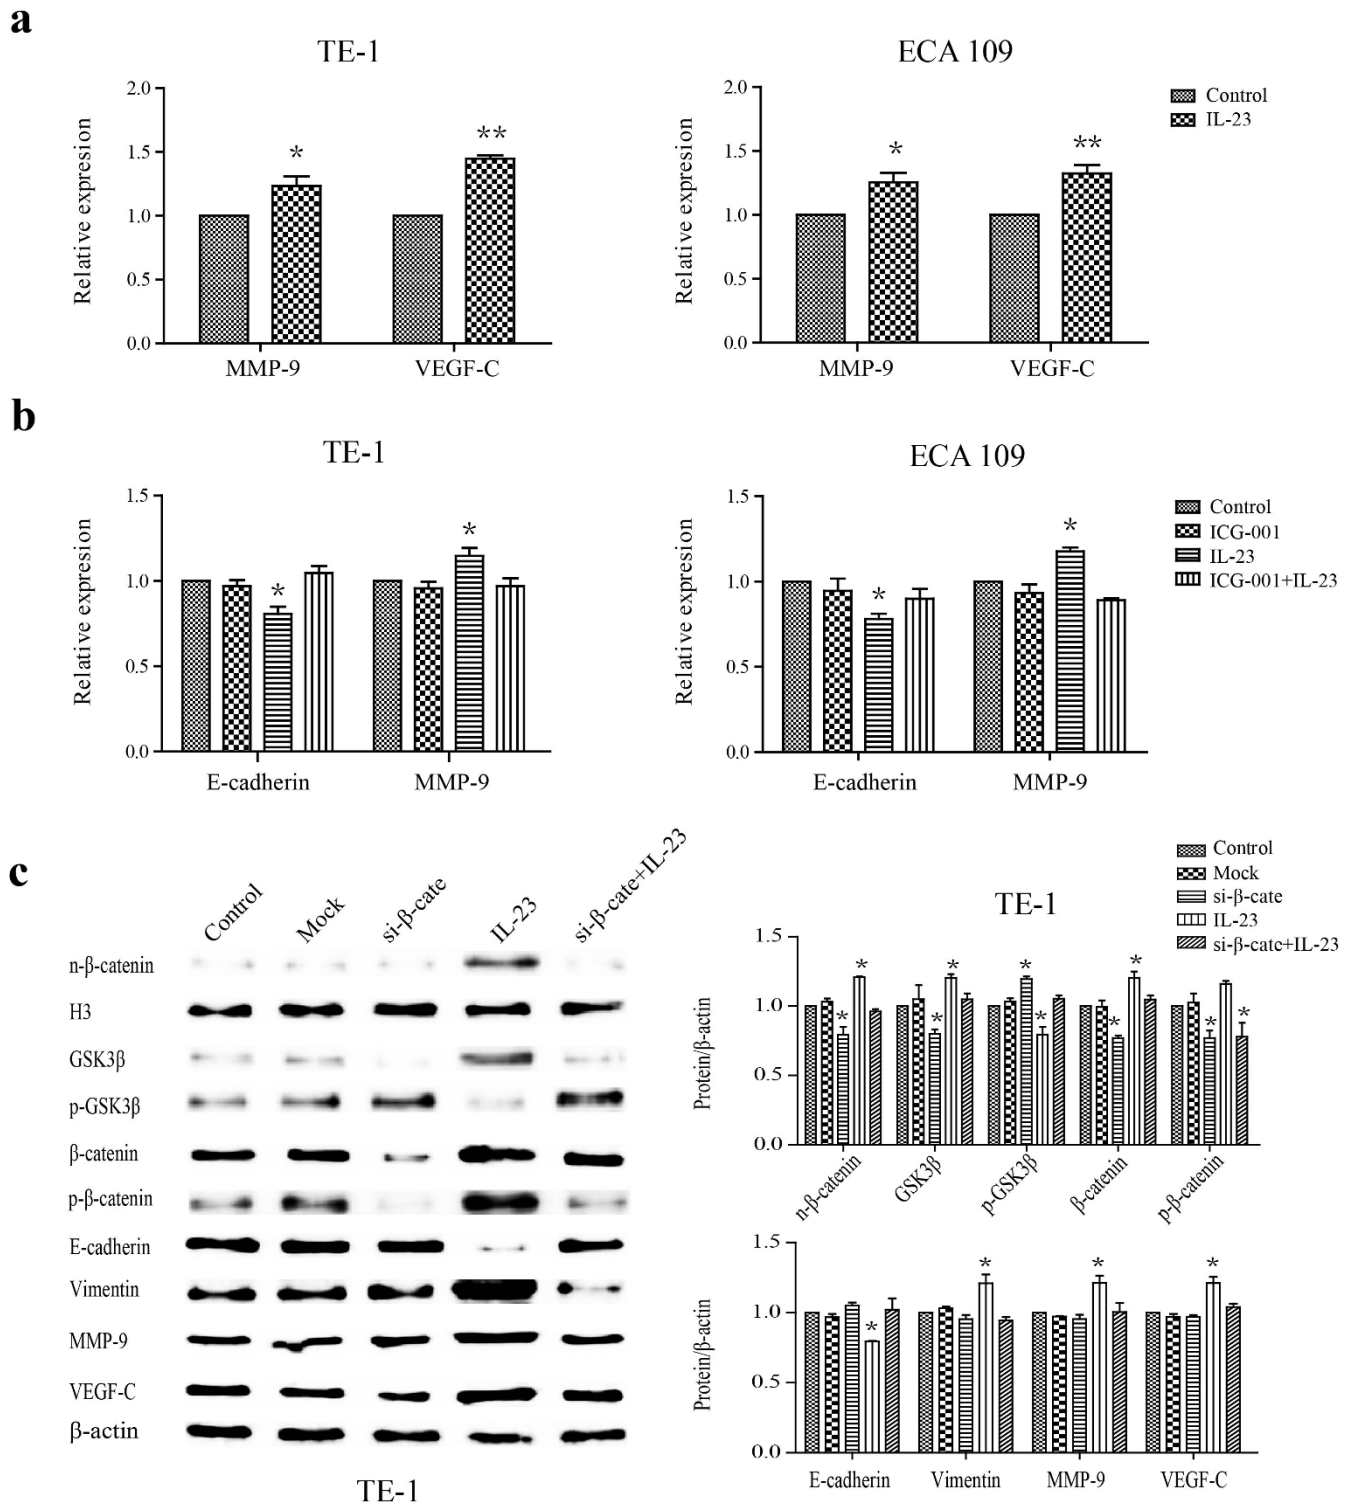 a
TE-1
ECA 109
Relative expresion
2.0
1.5
1.0
0.5
0.0
*
**
MMP-9
VEGF-C
Relative expresion
2.0
1.5
1.0
0.5
0.0
*
**
MMP-9
VEGF-C
Control
IL-23
b
TE-1
ECA 109
Relative expresion
1.5
1.0
0.5
0.0
*
*
E-cadherin
MMP-9
Relative expresion
1.5
1.0
0.5
0.0
*
*
E-cadherin
MMP-9
Control
ICG-001
IL-23
ICG-001+IL-23
c
Control
Mock
si-β-cate
IL-23
si-β-cate+IL-23
n-β-catenin
H3
GSK3β
p-GSK3β
β-catenin
p-β-catenin
E-cadherin
Vimentin
MMP-9
VEGF-C
β-actin
TE-1
Control
Mock
si-β-cate
IL-23
si-β-cate+IL-23
TE-1
Protein/β-actin
1.5
1.0
0.5
0.0
* *
* *
* *
* *
* *
n-β-catenin
GSK3β
p-GSK3β
β-catenin
p-β-catenin
Protein/β-actin
1.5
1.0
0.5
0.0
*
*
*
*
E-cadherin
Vimentin
MMP-9
VEGF-C